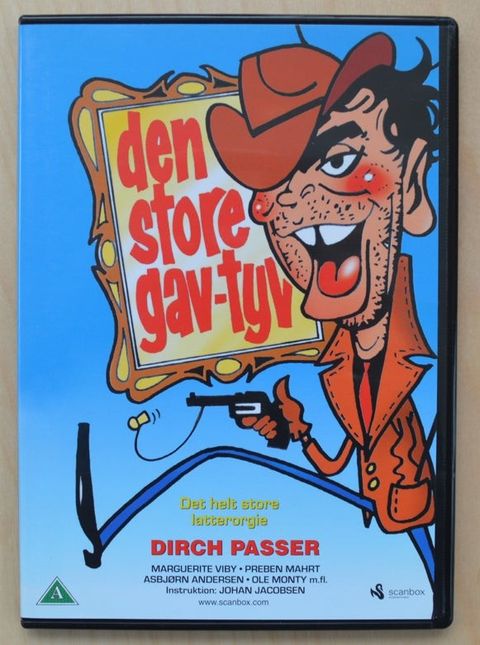 den
store
gav-tyv
Det helt store
latterorgie
DIRCH PASSER
MARGUERITE VIBY • PREBEN MAHRT
ASBJØRN ANDERSEN • OLE MONTY m.fl.
Instruktion: JOHAN JACOBSEN
www.scanbox.com
A
scanbox